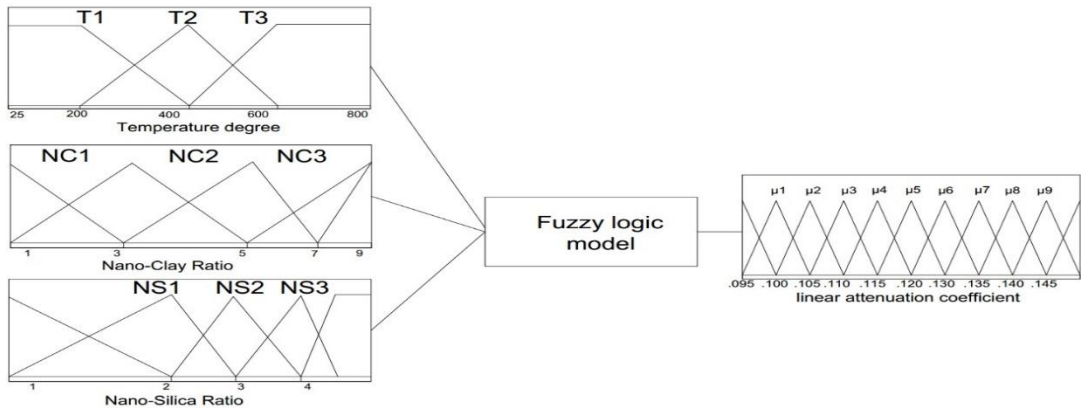 T1 T2 T3
25 200 400 600 800
Temperature degree
NC1 NC2 NC3
1 3 5 7 9
Nano-Clay Ratio
NS1 NS2 NS3
1 2 3 4
Nano-Silica Ratio
Fuzzy logic
model
µ1 µ2 µ3 µ4 µ5 µ6 µ7 µ8 µ9
.095 .100 .105 .110 .115 .120 .130 .135 .140 .145
linear attenuation coefficient